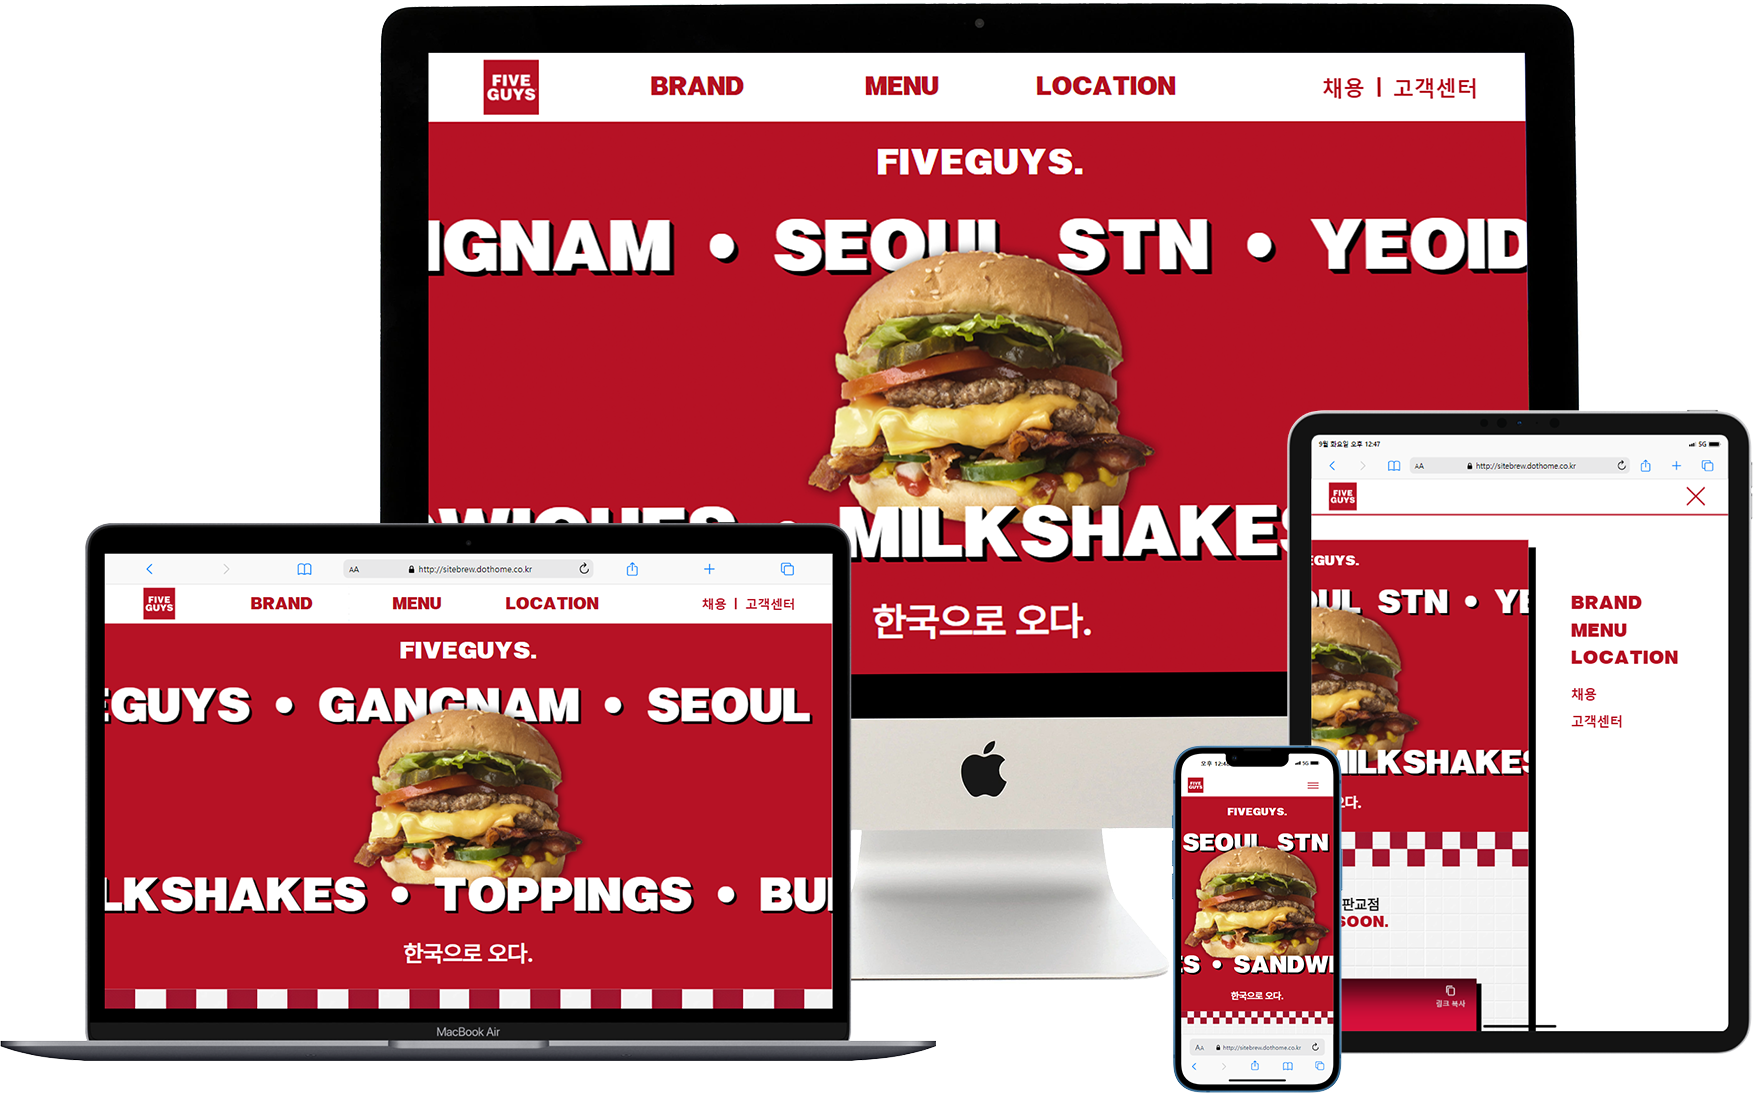 FIVE
GUYS
BRAND MENU LOCATION 채용 | 고객센터
FIVEGUYS.
NGNAM • SEOUL STN • YEOID
MILKSHAKES
한국으로 오다.
AA http://sitebrew.dothome.co.kr
FIVE
GUYS
BRAND MENU LOCATION 채용 | 고객센터
FIVEGUYS.
EGUYS • GANGNAM • SEOUL
LKSHAKES • TOPPINGS • BU
한국으로 오다.
MacBook Air
9월 화요일 오후 12:47 5G
AA http://sitebrew.dothome.co.kr
FIVE
GUYS
EGUYS.
OUL STN • YE
MILKSHAKES
다.
판교점
SOON.
링크 복사
BRAND
MENU
LOCATION
채용
고객센터
오후 12:4 5G
FIVE
GUYS
FIVEGUYS.
SEOUL STN
ES • SANDWI
한국으로 오다.
AA http://sitebrew.dothome.co.kr